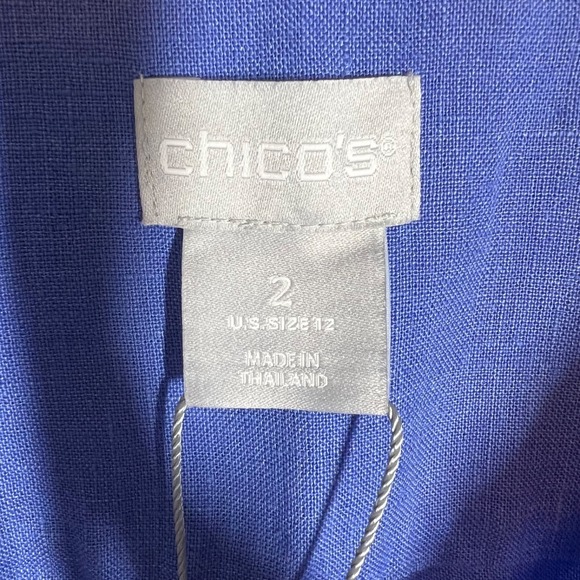 chico's®
2
U.S. SIZE 12
MADE IN
THAILAND